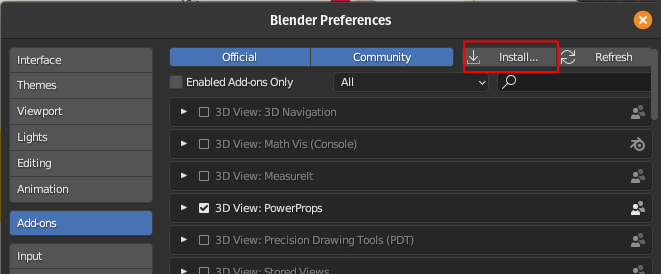 Blender Preferences
Interface
Themes
Viewport
Lights
Editing
Animation
Add-ons
Input
Official Community Install... Refresh
Enabled Add-ons Only All
3D View: 3D Navigation
3D View: Math Vis (Console)
3D View: MeasureIt
3D View: PowerProps
3D View: Precision Drawing Tools (PDT)
3D View: Stored Views